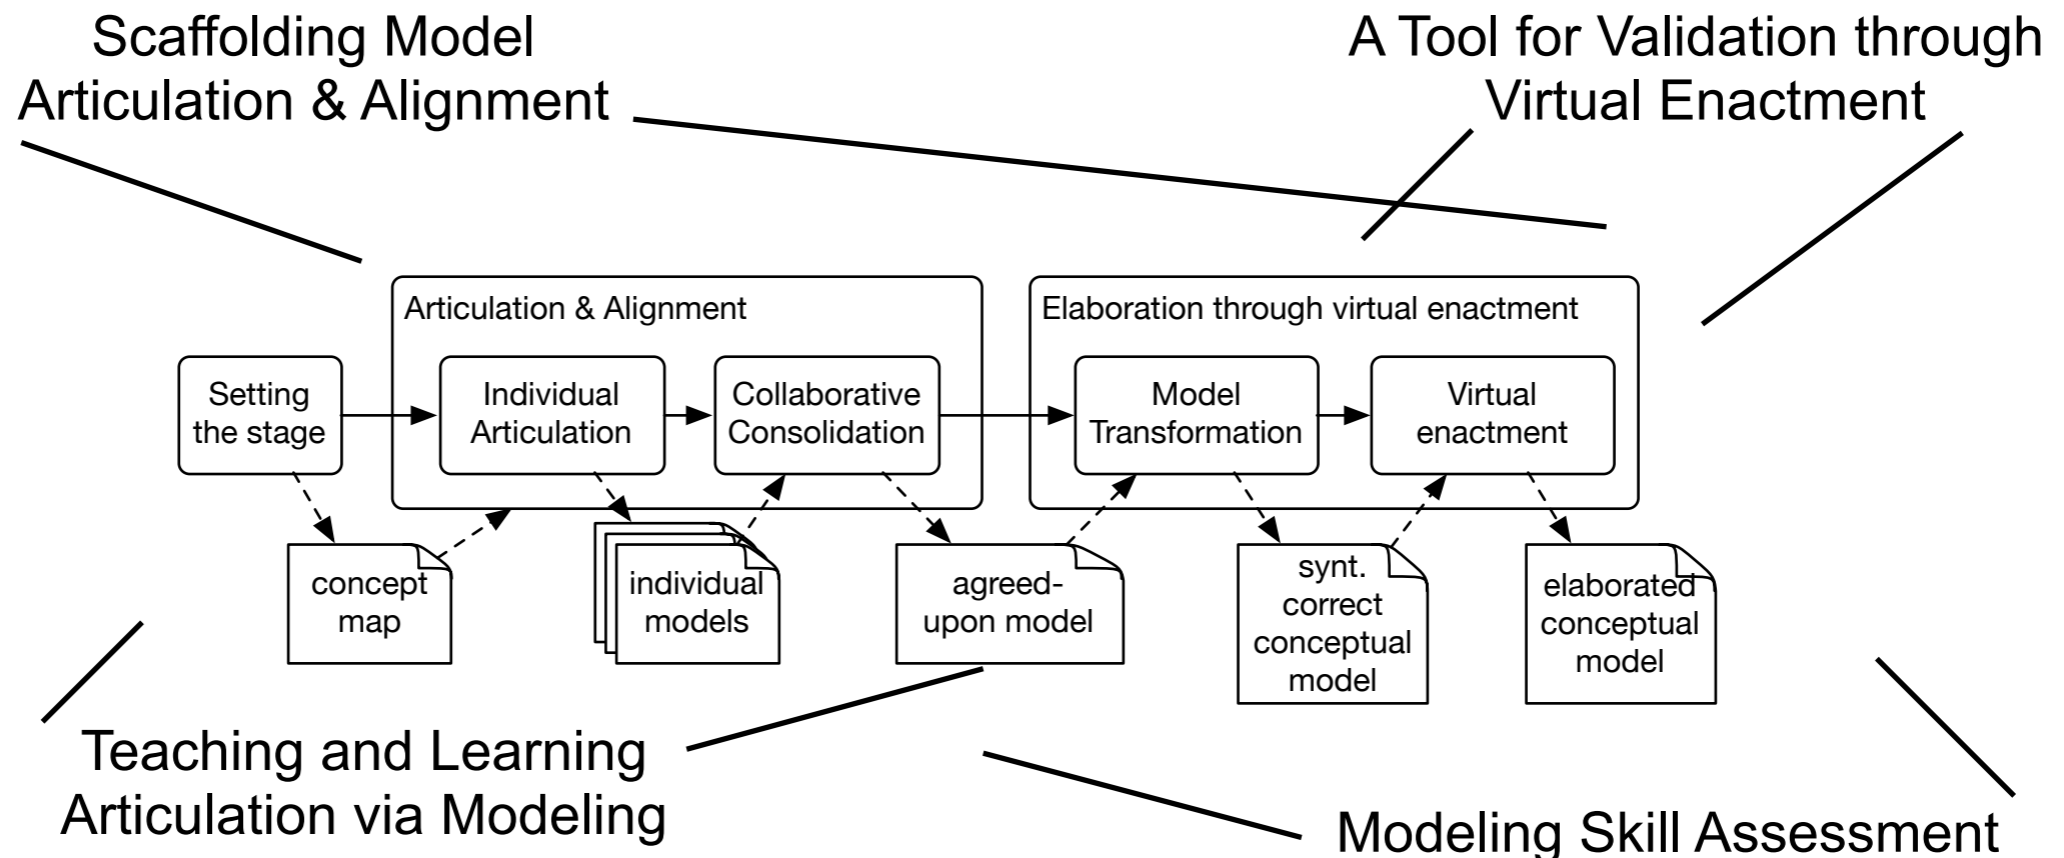 Scaffolding Model
Articulation & Alignment
A Tool for Validation through
Virtual Enactment
Articulation & Alignment
Elaboration through virtual enactment
Setting
the stage
Individual
Articulation
Collaborative
Consolidation
Model
Transformation
Virtual
enactment
concept
map
individual
models
agreed-
upon model
synt.
correct
conceptual
model
elaborated
conceptual
model
Teaching and Learning
Articulation via Modeling
Modeling Skill Assessment